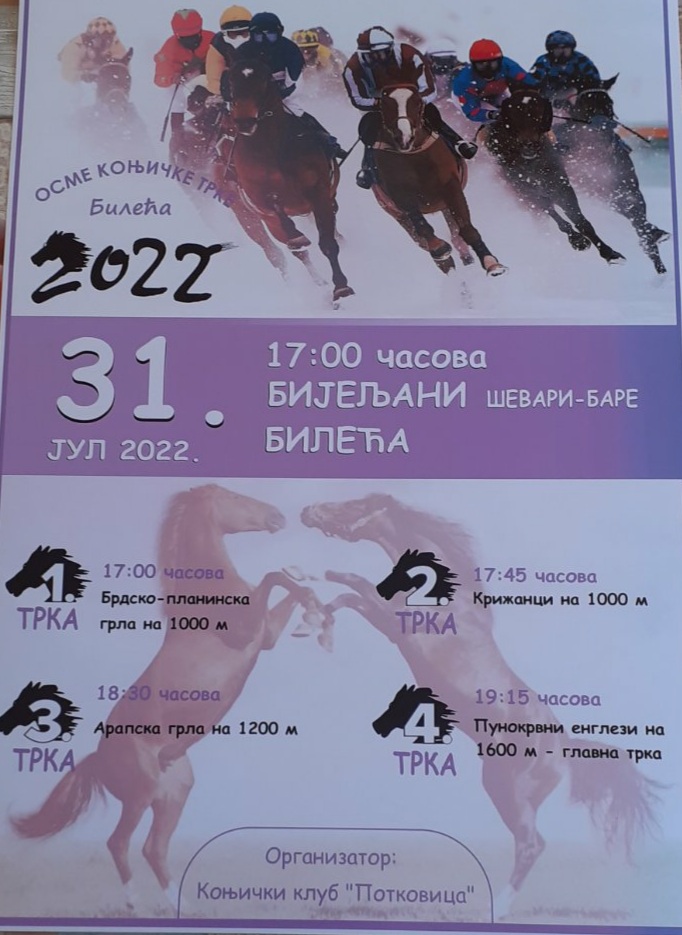 ОСМЕ КОЊИЧКЕ ТРКЕ
Билећа
2022
31.
ЈУЛ 2022.
17:00 часова
БИЈЕЉАНИ ШЕВАРИ-БАРЕ
БИЛЕЋА
1.
ТРКА
17:00 часова
Брдско-планинска
грла на 1000 м
2.
ТРКА
17:45 часова
Крижанци на 1000 м
3.
ТРКА
18:30 часова
Арапска грла на 1200 м
4.
ТРКА
19:15 часова
Пунокрвни енглези на
1600 м - главна трка
Организатор:
Коњички клуб "Потковица"